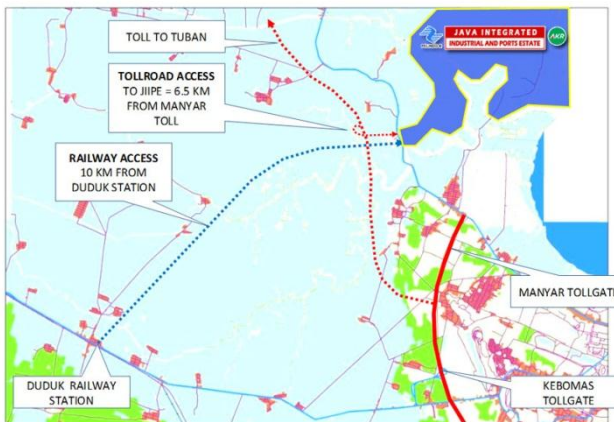 TOLL TO TUBAN
TOLLROAD ACCESS
TO JIIPE = 6.5 KM
FROM MANYAR
TOLL
RAILWAY ACCESS
10 KM FROM
DUDUK STATION
JAVA INTEGRATED
INDUSTRIAL AND PORTS ESTATE
AKR
MANYAR TOLLGATE
DUDUK RAILWAY
STATION
KEBOMAS
TOLLGATE